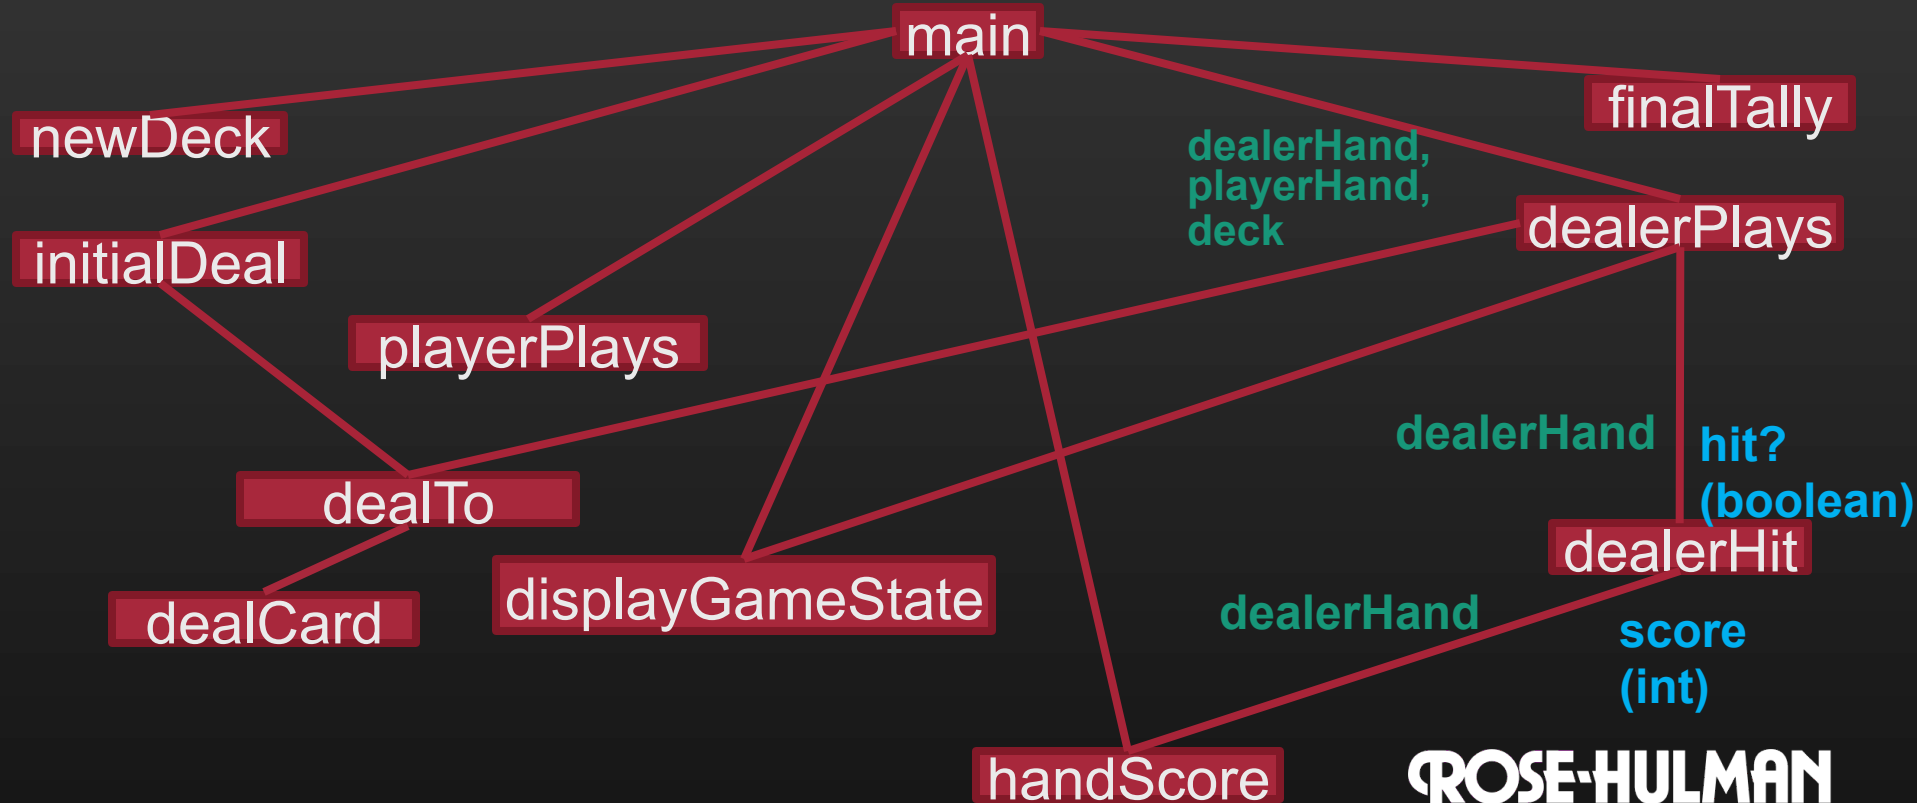 main
newDeck
finalTally
dealerHand,
playerHand,
deck
dealerPlays
initialDeal
playerPlays
dealerHand
hit?
(boolean)
dealTo
dealerHit
displayGameState
dealCard
dealerHand
score
(int)
handScore
ROSE-HULMAN